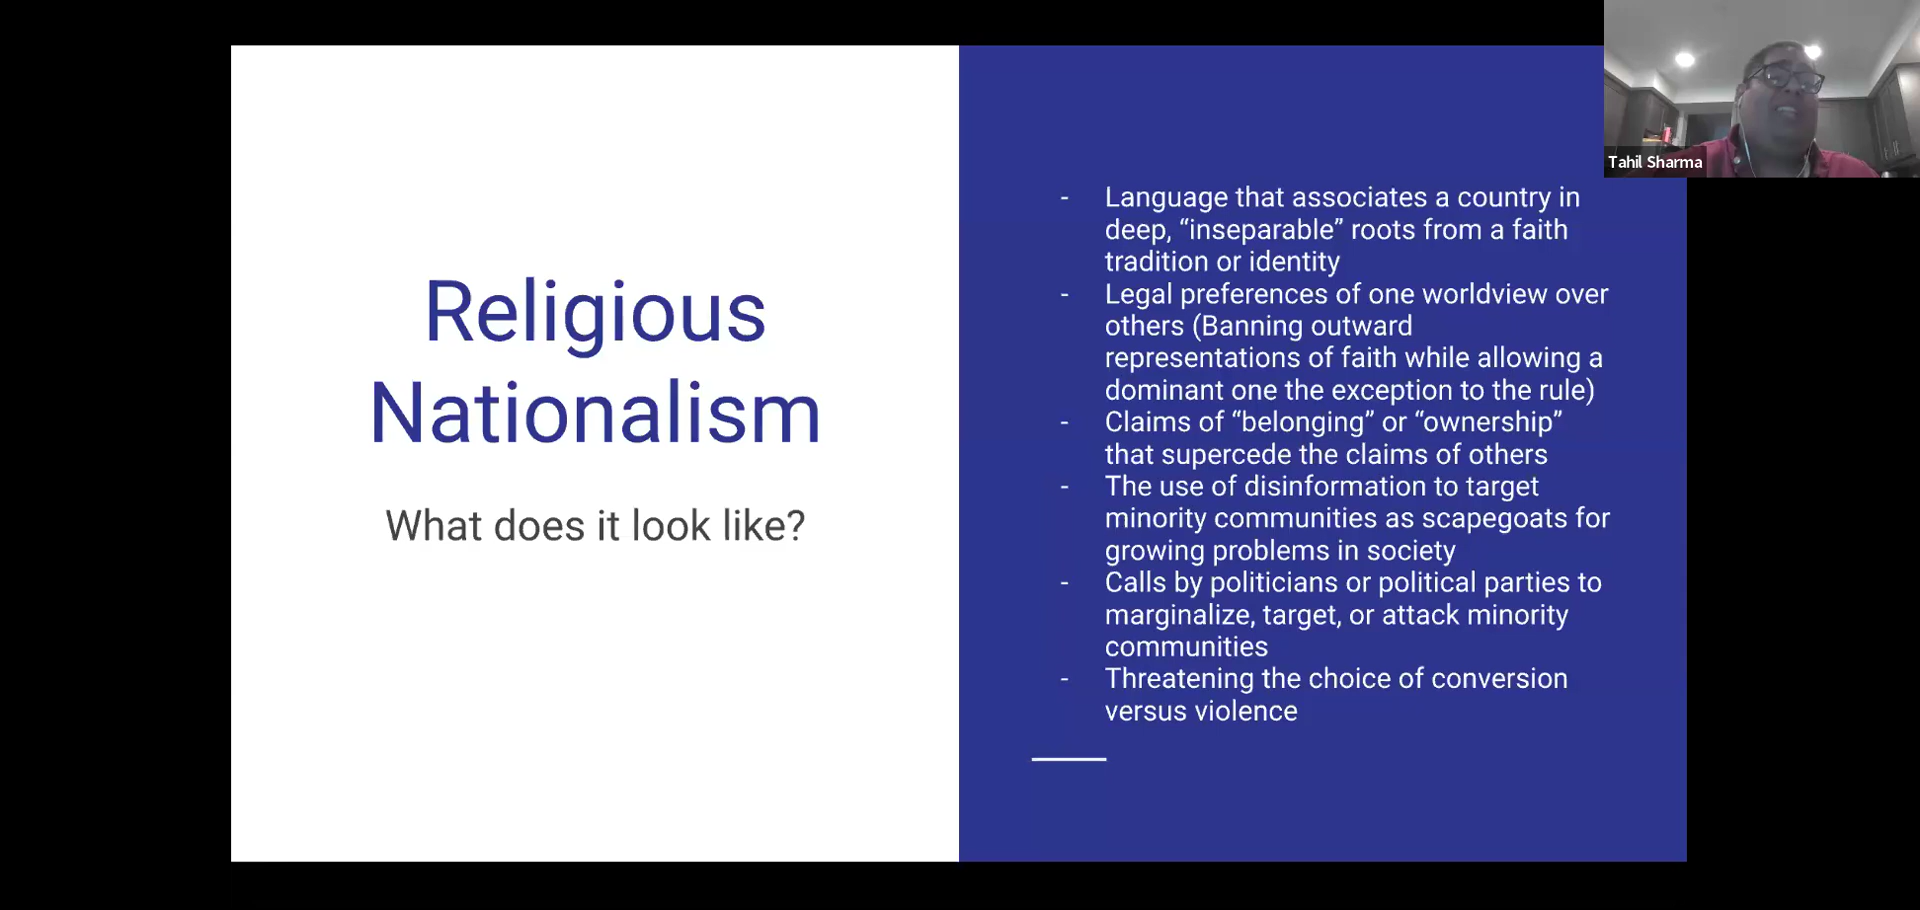 Religious
Nationalism
What does it look like?
- Language that associates a country in
deep, “inseparable” roots from a faith
tradition or identity
- Legal preferences of one worldview over
others (Banning outward
representations of faith while allowing a
dominant one the exception to the rule)
- Claims of “belonging” or “ownership”
that supercede the claims of others
- The use of disinformation to target
minority communities as scapegoats for
growing problems in society
- Calls by politicians or political parties to
marginalize, target, or attack minority
communities
- Threatening the choice of conversion
versus violence
Tahil Sharma